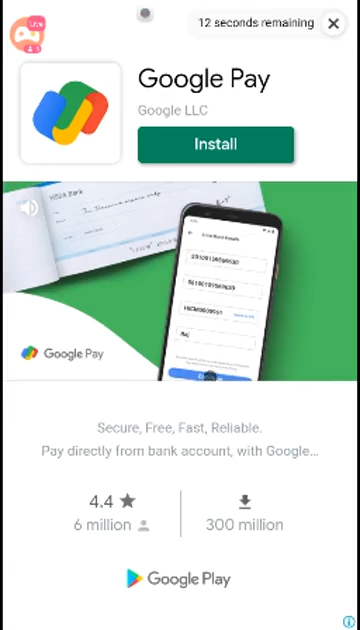 Live
12 seconds remaining
Google Pay
Google LLC
Install
Google Pay
Secure, Free, Fast, Reliable.
Pay directly from bank account, with Google...
4.4
6 million
300 million
Google Play